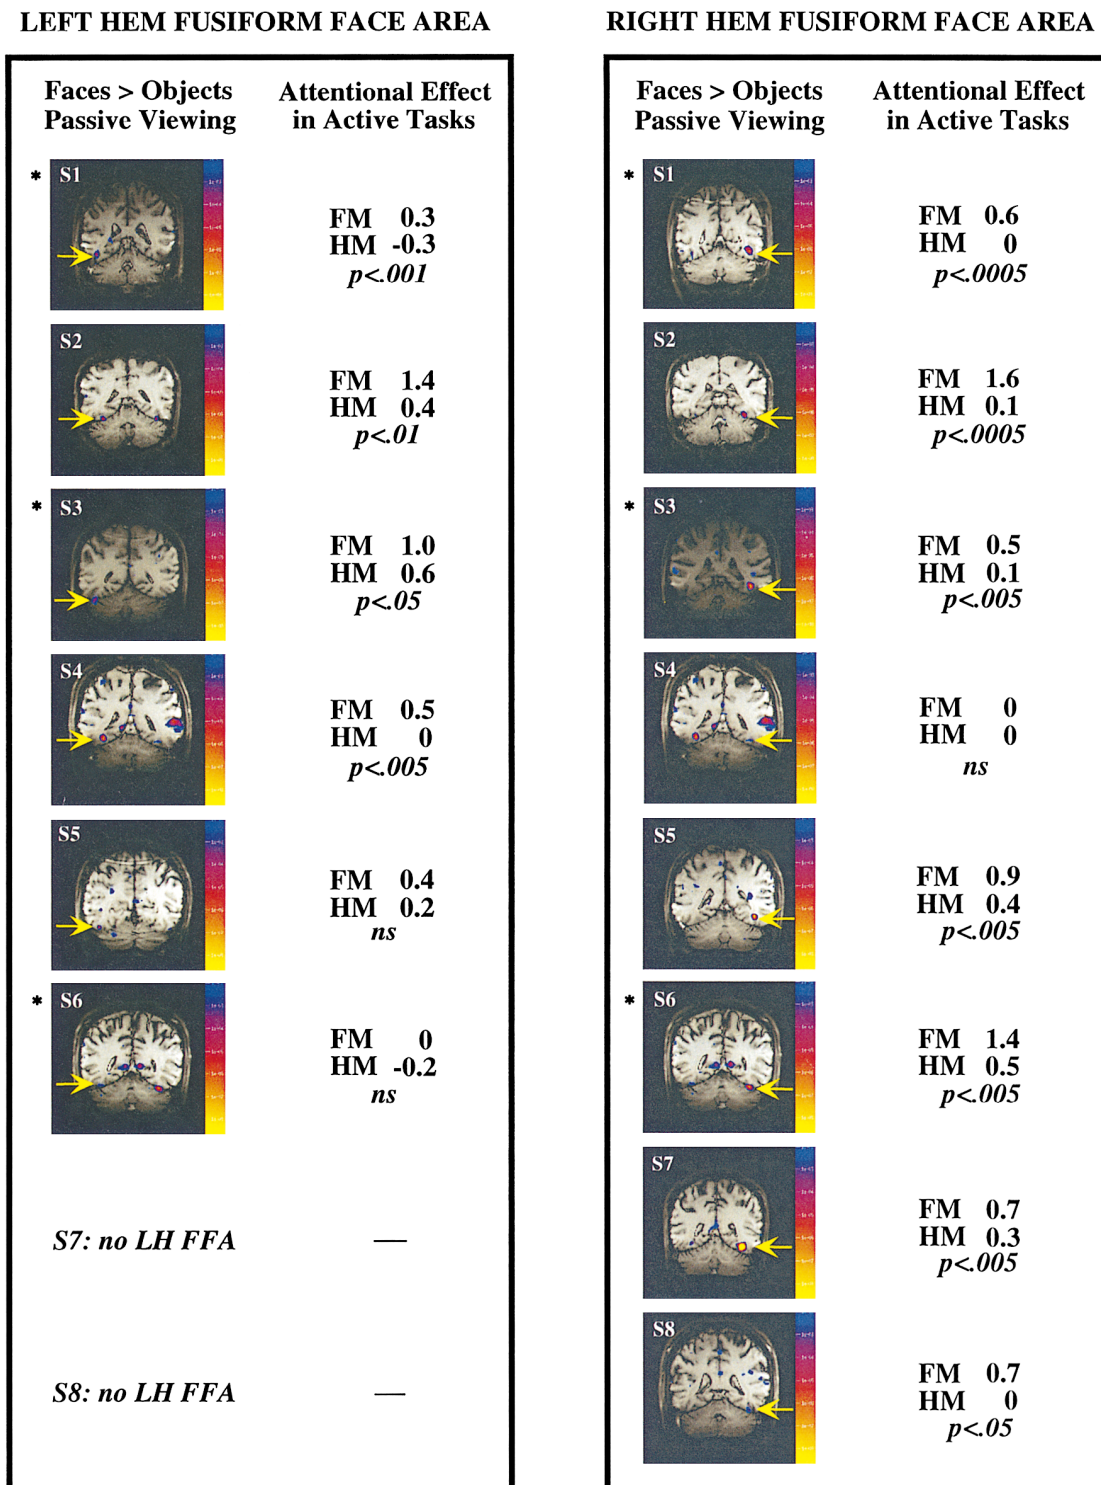 LEFT HEM FUSIFORM FACE AREA
Faces > Objects
Passive Viewing
Attentional Effect
in Active Tasks
*
S1
FM 0.3
HM -0.3
p<.001
S2
FM 1.4
HM 0.4
p<.01
*
S3
FM 1.0
HM 0.6
p<.05
S4
FM 0.5
HM 0
p<.005
S5
FM 0.4
HM 0.2
ns
*
S6
FM 0
HM -0.2
ns
S7: no LH FFA —
S8: no LH FFA —
RIGHT HEM FUSIFORM FACE AREA
Faces > Objects
Passive Viewing
Attentional Effect
in Active Tasks
*
S1
FM 0.6
HM 0
p<.0005
S2
FM 1.6
HM 0.1
p<.0005
*
S3
FM 0.5
HM 0.1
p<.005
S4
FM 0
HM 0
ns
S5
FM 0.9
HM 0.4
p<.005
*
S6
FM 1.4
HM 0.5
p<.005
S7
FM 0.7
HM 0.3
p<.005
S8
FM 0.7
HM 0
p<.05